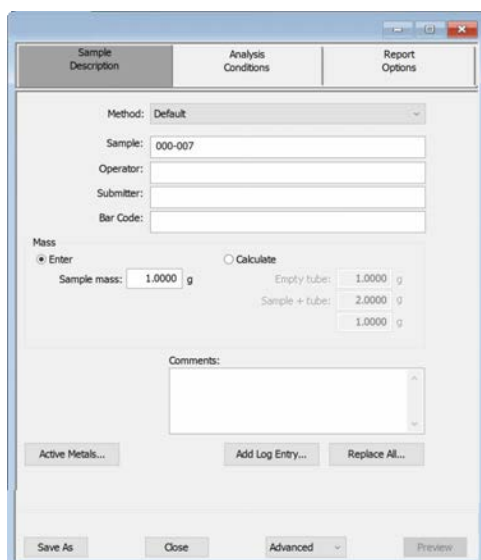 Sample Description
Analysis Conditions
Report Options
Method: Default
Sample: 000-007
Operator:
Submitter:
Bar Code:
Mass
Enter
Calculate
Sample mass: 1.0000 g
Empty tube: 1.0000 g
Sample + tube: 2.0000 g
1.0000 g
Comments:
Active Metals...
Add Log Entry...
Replace All...
Save As
Close
Advanced
Preview